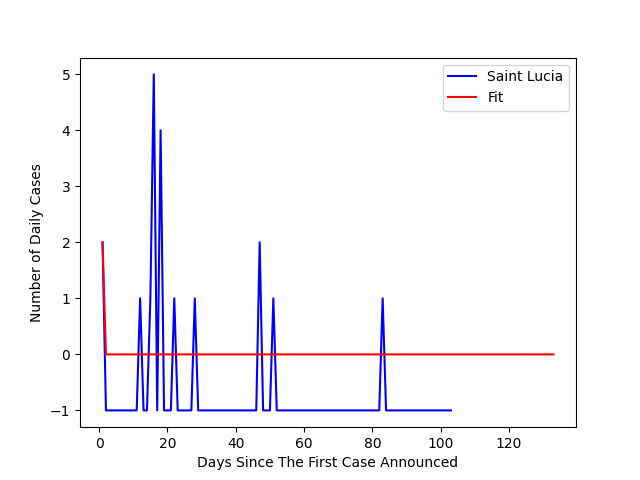 Saint Lucia
Fit
5
4
3
2
1
0
−1
0 20 40 60 80 100 120
Number of Daily Cases
Days Since The First Case Announced